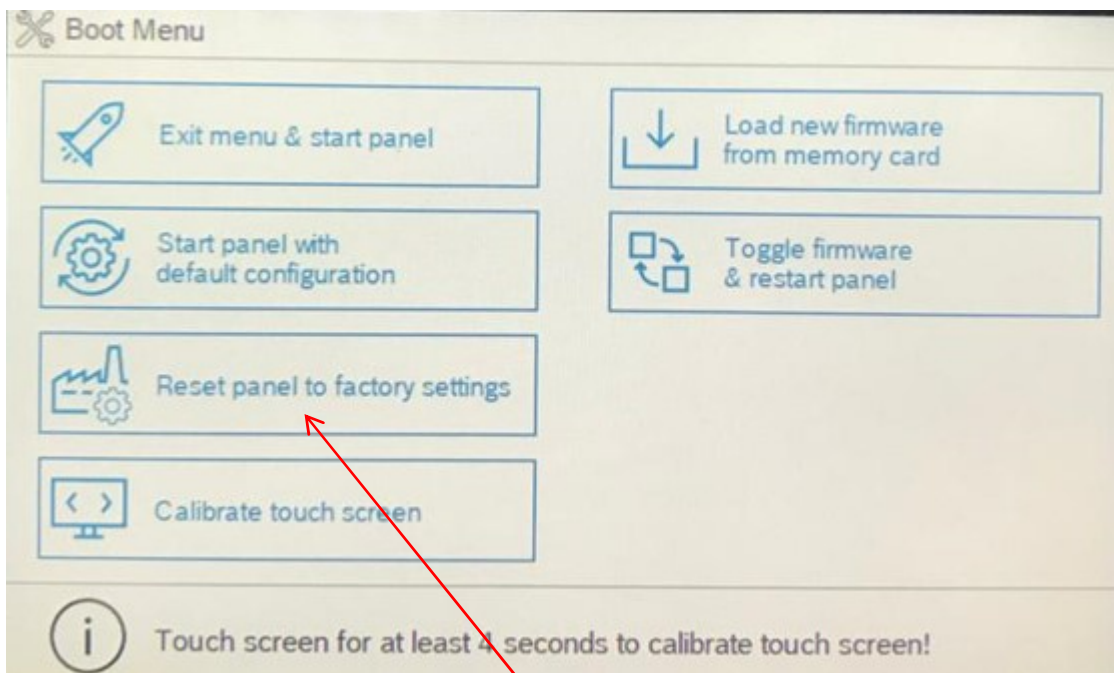 Boot Menu
Exit menu & start panel
Load new firmware
from memory card
Start panel with
default configuration
Toggle firmware
& restart panel
Reset panel to factory settings
Calibrate touch screen
i
Touch screen for at least 4 seconds to calibrate touch screen!